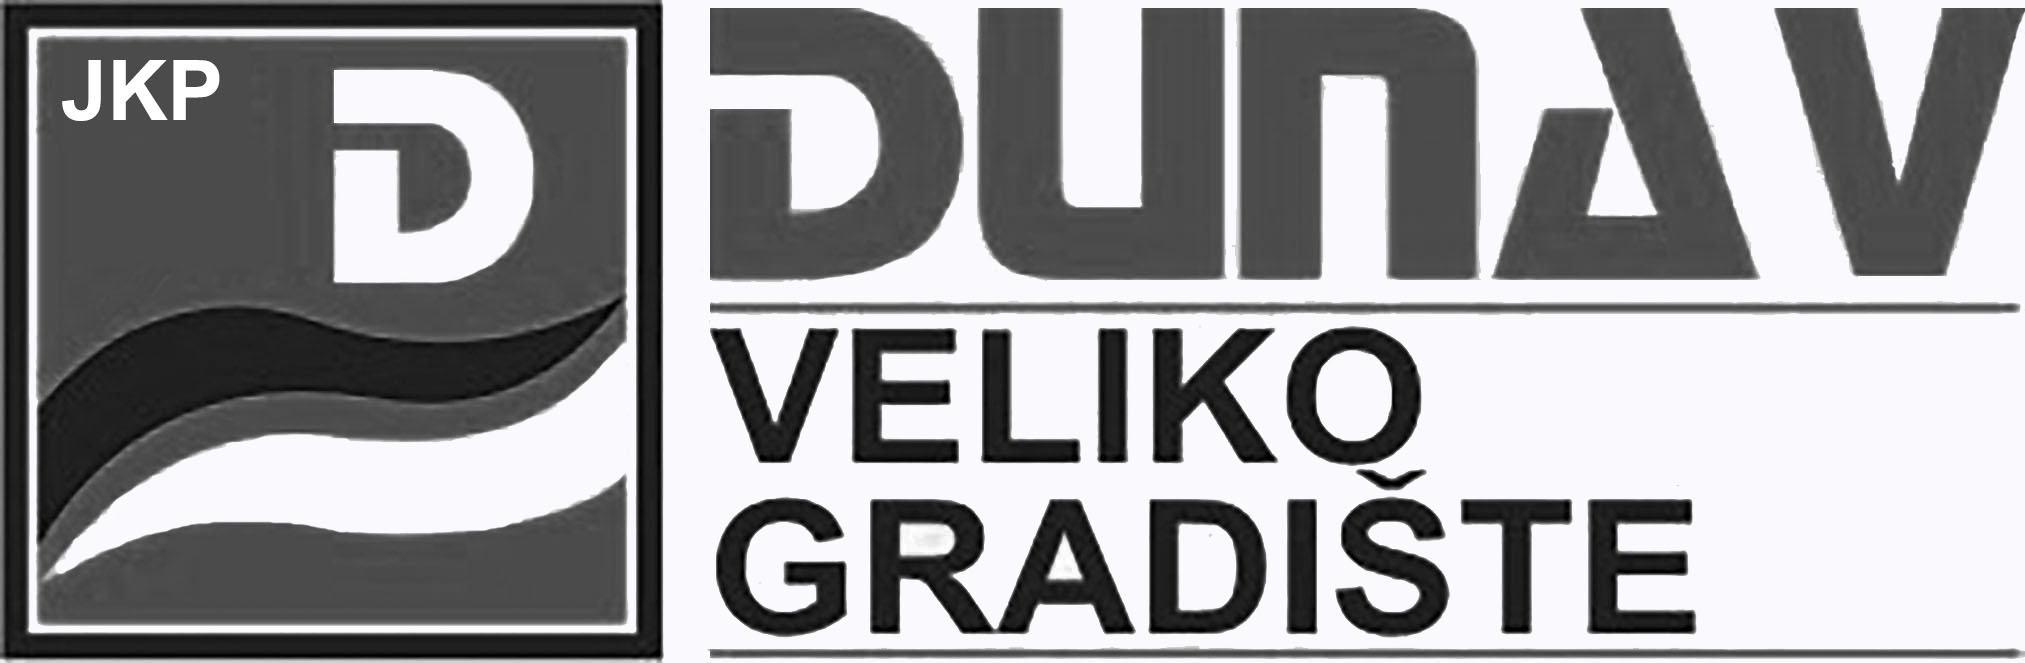 JKP
D
DUNAV
VELIKO
GRADIŠTE